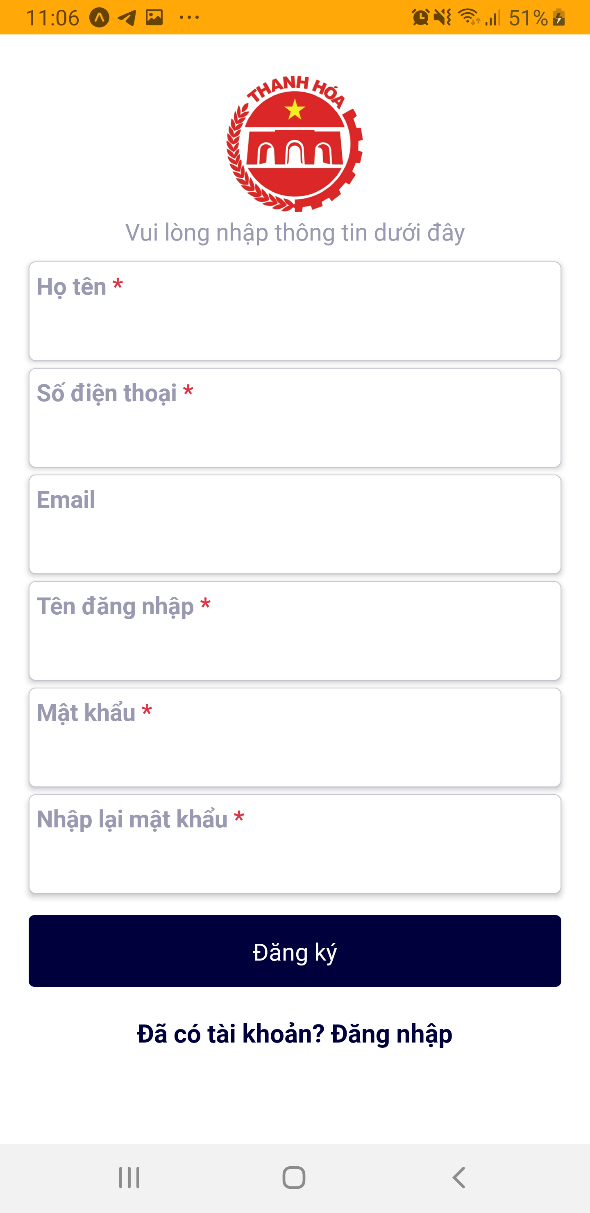 11:06
51%
THANH HÓA
Vui lòng nhập thông tin dưới đây
Họ tên *
Số điện thoại *
Email
Tên đăng nhập *
Mật khẩu *
Nhập lại mật khẩu *
Đăng ký
Đã có tài khoản? Đăng nhập